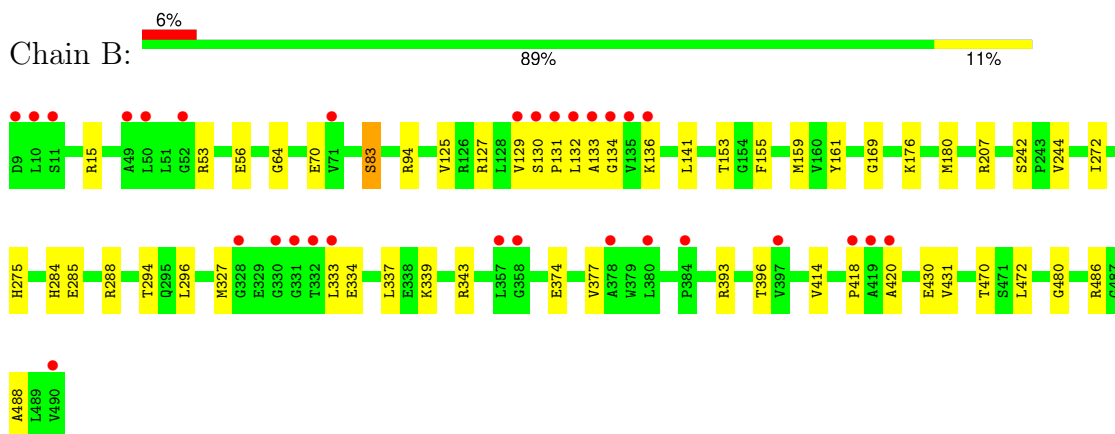 6%
Chain B:
89% 11%
D9 L10 S11 R15 A49 L50 L51 G52 R53 E56 G64 E70 V71 S83 R94 V125 R126 R127 L128 V129 S130 P131 L132 A133 G134 V135 K136 L141 T153 G154 F155 M159 V160 Y161 G169 K176 M180 R207 S242 P243 V244 I272
H275 H284 E285 R288 T294 Q295 L296 M327 G328 E329 G330 G331 T332 L333 E334 L337 E338 K339 R343 L357 G358 E374 V377 A378 W379 L380 P384 R393 T396 V397 V414 P418 A419 A420 E430 V431 T470 S471 L472 G480 R486 G487
A488 L489 V490